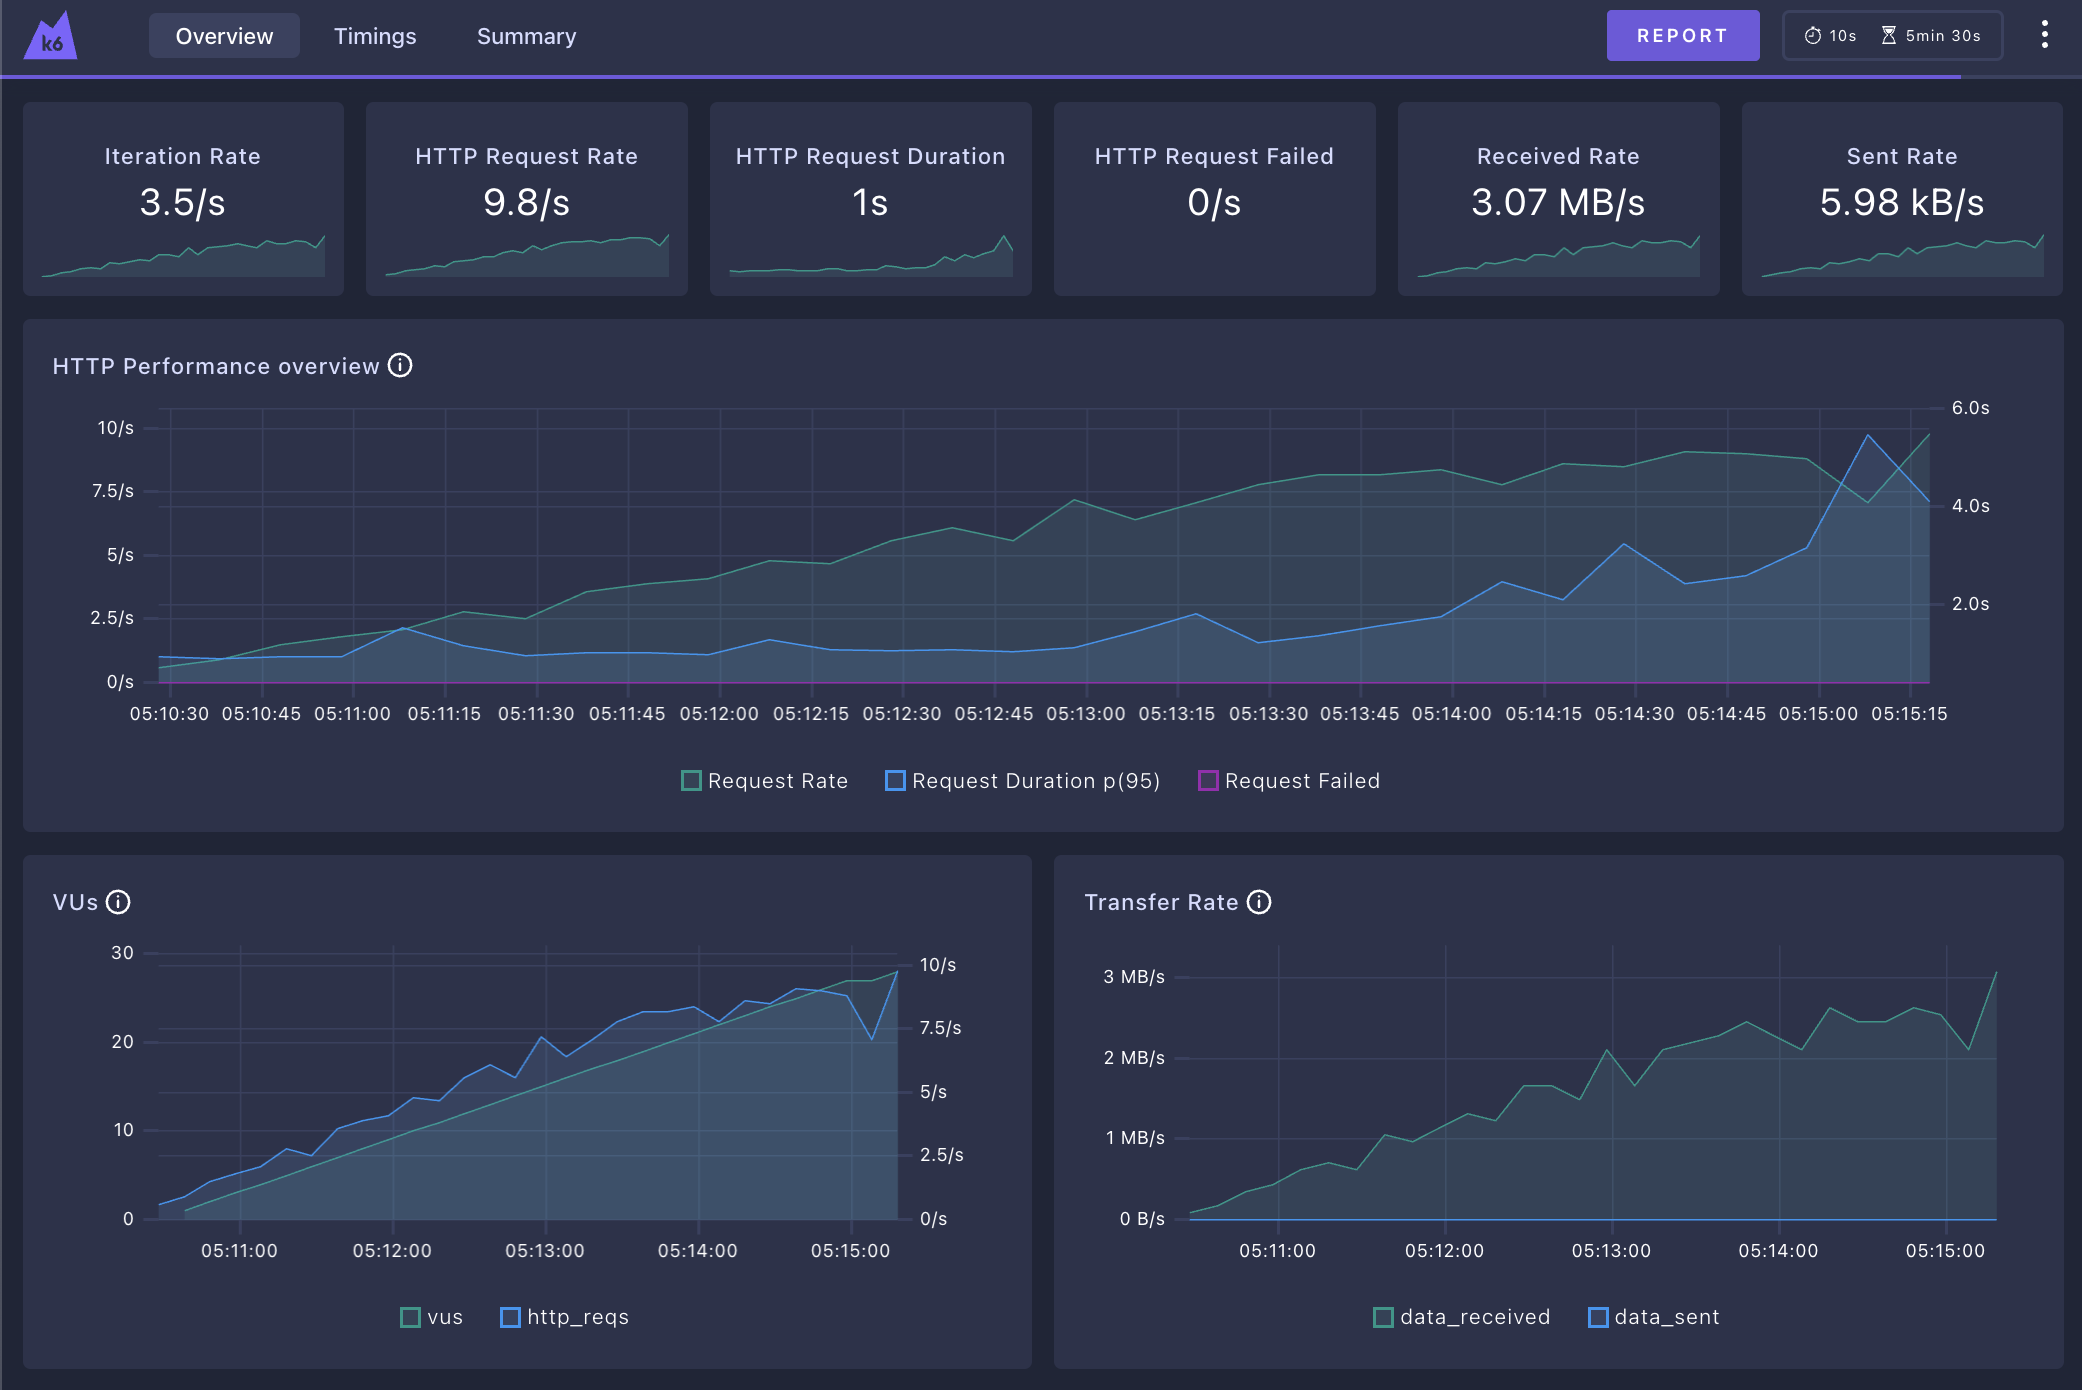 k6 Overview Timings Summary REPORT 10s 5min 30s
Iteration Rate
3.5/s
HTTP Request Rate
9.8/s
HTTP Request Duration
1s
HTTP Request Failed
0/s
Received Rate
3.07 MB/s
Sent Rate
5.98 kB/s
HTTP Performance overview
10/s
7.5/s
5/s
2.5/s
0/s
6.0s
4.0s
2.0s
05:10:30 05:10:45 05:11:00 05:11:15 05:11:30 05:11:45 05:12:00 05:12:15 05:12:30 05:12:45 05:13:00 05:13:15 05:13:30 05:13:45 05:14:00 05:14:15 05:14:30 05:14:45 05:15:00 05:15:15
Request Rate Request Duration p(95) Request Failed
VUs
30
20
10
0
10/s
7.5/s
5/s
2.5/s
0/s
05:11:00 05:12:00 05:13:00 05:14:00 05:15:00
vus http_reqs
Transfer Rate
3 MB/s
2 MB/s
1 MB/s
0 B/s
05:11:00 05:12:00 05:13:00 05:14:00 05:15:00
data_received data_sent